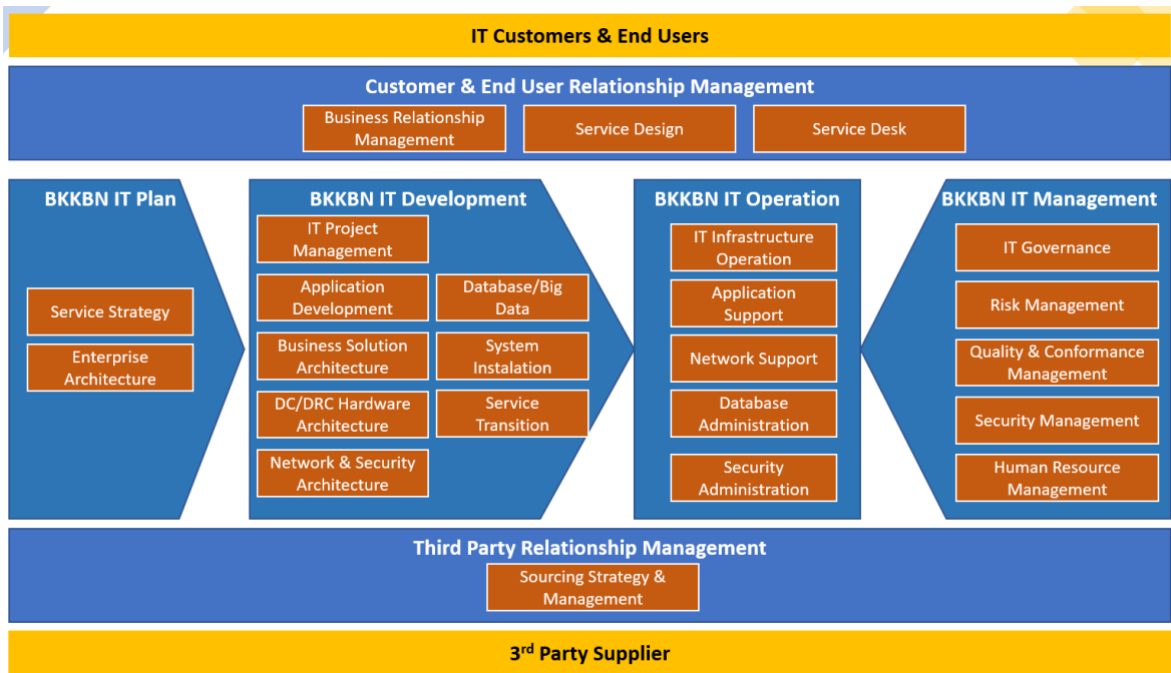 IT Customers & End Users
Customer & End User Relationship Management
Business Relationship
Management
Service Design
Service Desk
BKKBN IT Plan
Service Strategy
Enterprise
Architecture
BKKBN IT Development
IT Project
Management
Application
Development
Database/Big
Data
Business Solution
Architecture
System
Instalation
DC/DRC Hardware
Architecture
Service
Transition
Network & Security
Architecture
BKKBN IT Operation
IT Infrastructure
Operation
Application
Support
Network Support
Database
Administration
Security
Administration
BKKBN IT Management
IT Governance
Risk Management
Quality & Conformance
Management
Security Management
Human Resource
Management
Third Party Relationship Management
Sourcing Strategy &
Management
3rd Party Supplier